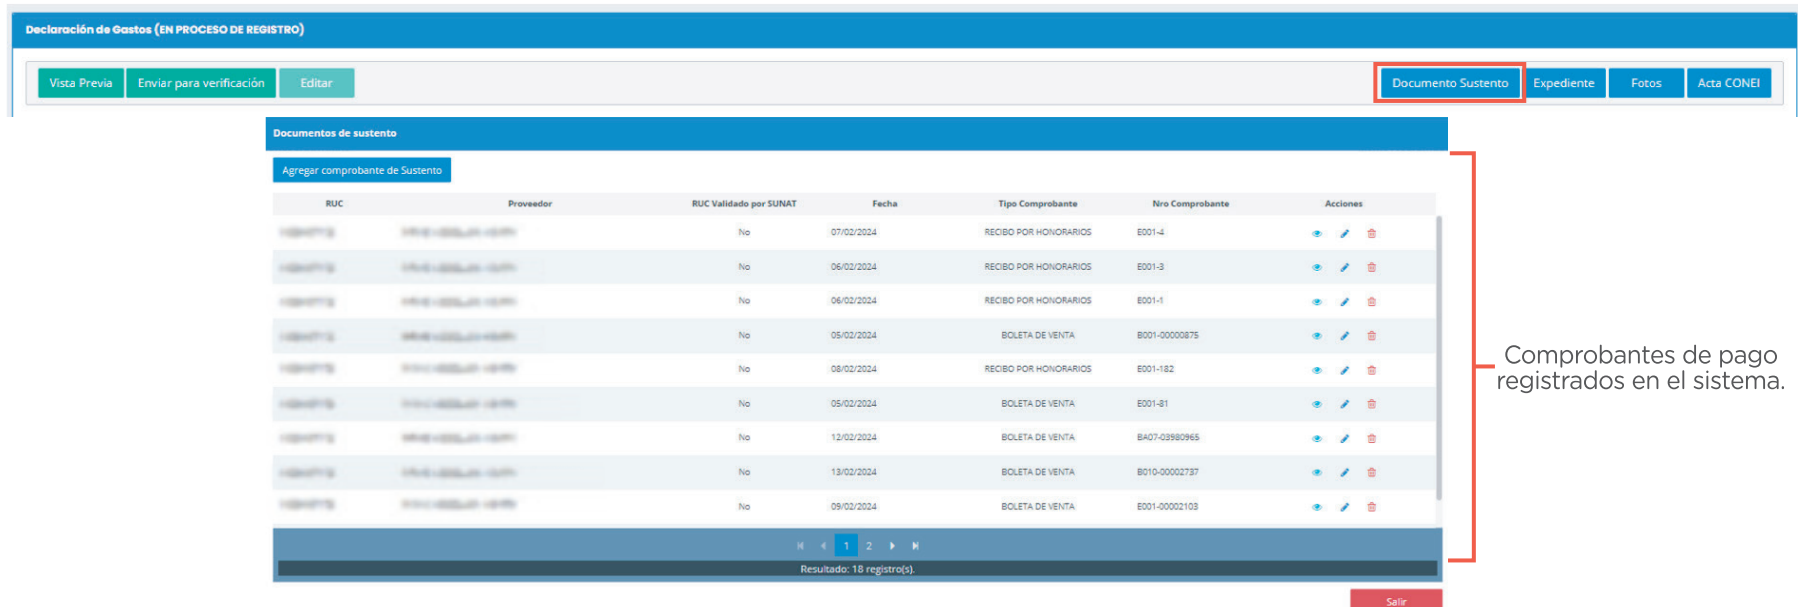 Declaración de Gastos (EN PROCESO DE REGISTRO)
Vista Previa Enviar para verificación Editar Documento Sustento Expediente Fotos Acta CONEI
Documentos de sustento
Agregar comprobante de Sustento
RUC Proveedor RUC Validado por SUNAT Fecha Tipo Comprobante Nro Comprobante Acciones
No 07/02/2024 RECIBO POR HONORARIOS E001-4
No 06/02/2024 RECIBO POR HONORARIOS E001-3
No 06/02/2024 RECIBO POR HONORARIOS E001-1
No 05/02/2024 BOLETA DE VENTA B001-00000875
No 08/02/2024 RECIBO POR HONORARIOS E001-182
No 05/02/2024 BOLETA DE VENTA E001-81
No 12/02/2024 BOLETA DE VENTA BA07-03980965
No 13/02/2024 BOLETA DE VENTA B010-00002737
No 09/02/2024 BOLETA DE VENTA E001-00002103
1 2
Resultado: 18 registro(s).
Salir
Comprobantes de pago
registrados en el sistema.